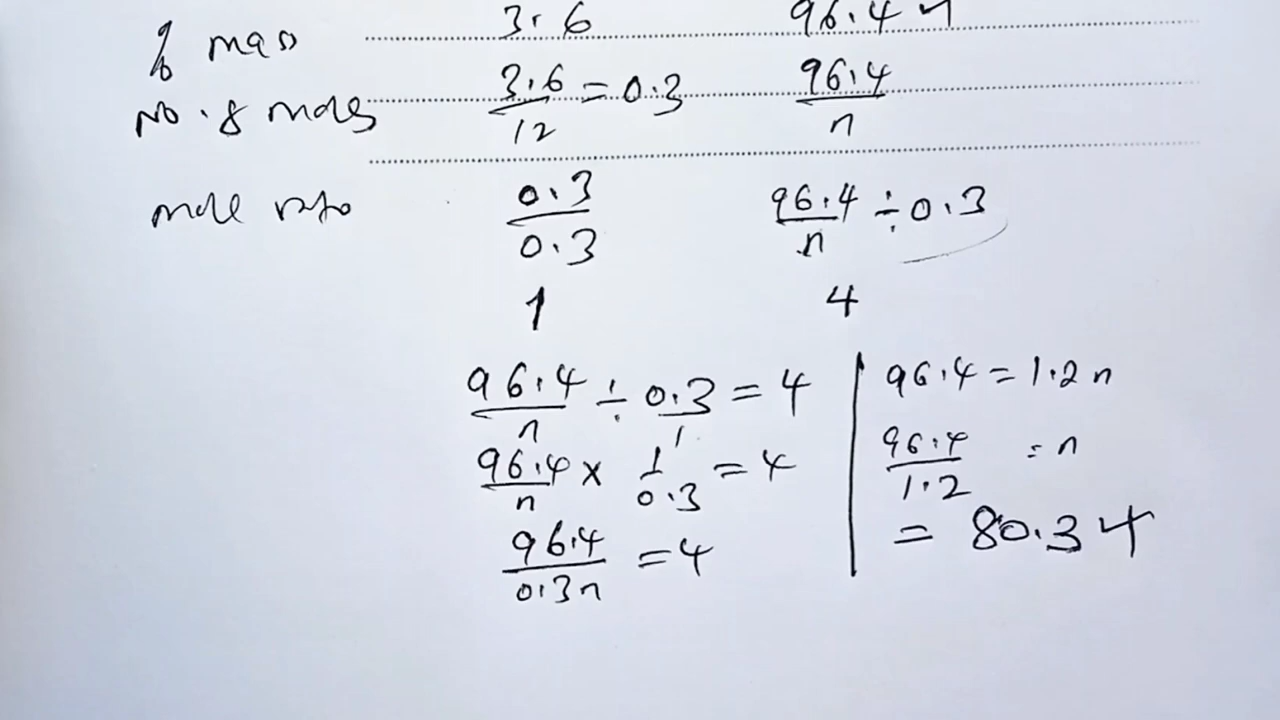 % mass 3.6 96.4
No. of moles 3.6/12 = 0.3 96.4/n
mole ratio 0.3/0.3 96.4/n ÷ 0.3
1 4
96.4/n ÷ 0.3/1 = 4
96.4/n × 1/0.3 = 4
96.4/0.3n = 4
96.4 = 1.2n
96.4/1.2 = n
= 80.34